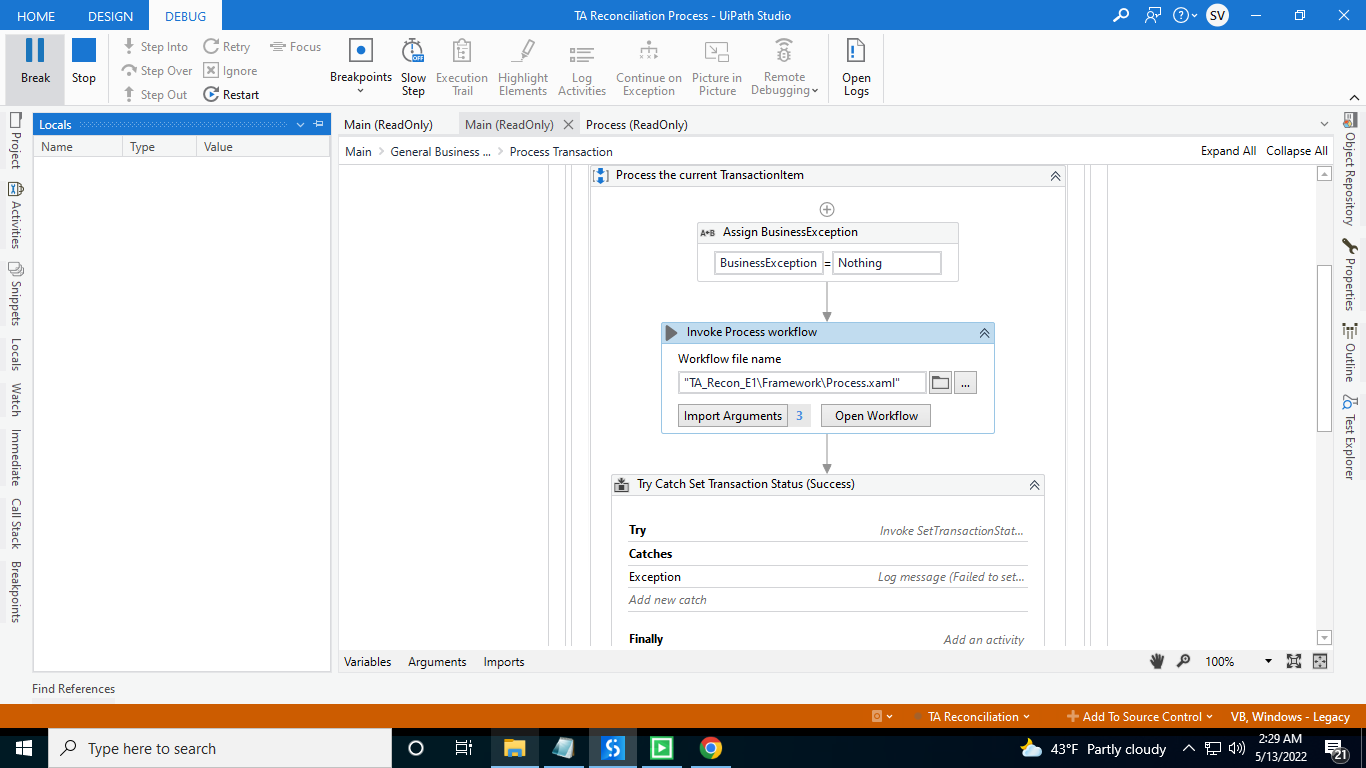 HOME DESIGN DEBUG TA Reconciliation Process - UiPath Studio SV
Break
Stop
Step Into
Step Over
Step Out
Retry
Ignore
Restart
Focus
Breakpoints
Slow
Step
Execution
Trail
Highlight
Elements
Log
Activities
Continue on
Exception
Picture in
Picture
Remote
Debugging
Open
Logs
Locals
Name Type Value
Project
Activities
Snippets
Locals
Watch
Immediate
Call Stack
Breakpoints
Main (ReadOnly) Main (ReadOnly) Process (ReadOnly)
Main General Business ... Process Transaction Expand All Collapse All
Process the current TransactionItem
A+B Assign BusinessException
BusinessException = Nothing
Invoke Process workflow
Workflow file name
"TA_Recon_E1\Framework\Process.xaml" ...
Import Arguments 3 Open Workflow
Try Catch Set Transaction Status (Success)
Try Invoke SetTransactionStat...
Catches
Exception Log message (Failed to set...
Add new catch
Finally Add an activity
Object Repository
Properties
Outline
Test Explorer
Variables Arguments Imports 100%
Find References
TA Reconciliation Add To Source Control VB, Windows - Legacy
Type here to search
43°F Partly cloudy
2:29 AM
5/13/2022
21